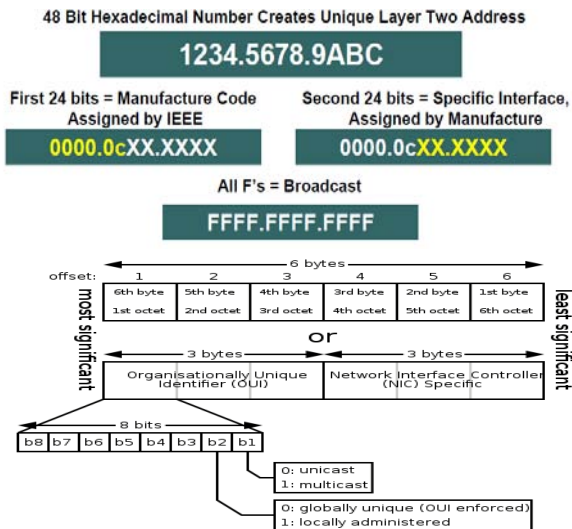 48 Bit Hexadecimal Number Creates Unique Layer Two Address
1234.5678.9ABC
First 24 bits = Manufacture Code
Assigned by IEEE
0000.0cXX.XXXX
Second 24 bits = Specific Interface,
Assigned by Manufacture
0000.0cXX.XXXX
All F's = Broadcast
FFFF.FFFF.FFFF
6 bytes
offset: 1 2 3 4 5 6
most significant
6th byte 5th byte 4th byte 3rd byte 2nd byte 1st byte
1st octet 2nd octet 3rd octet 4th octet 5th octet 6th octet
least significant
or
3 bytes 3 bytes
Organisationally Unique
Identifier (OUI)
Network Interface Controller
(NIC) Specific
8 bits
b8 b7 b6 b5 b4 b3 b2 b1
0: unicast
1: multicast
0: globally unique (OUI enforced)
1: locally administered